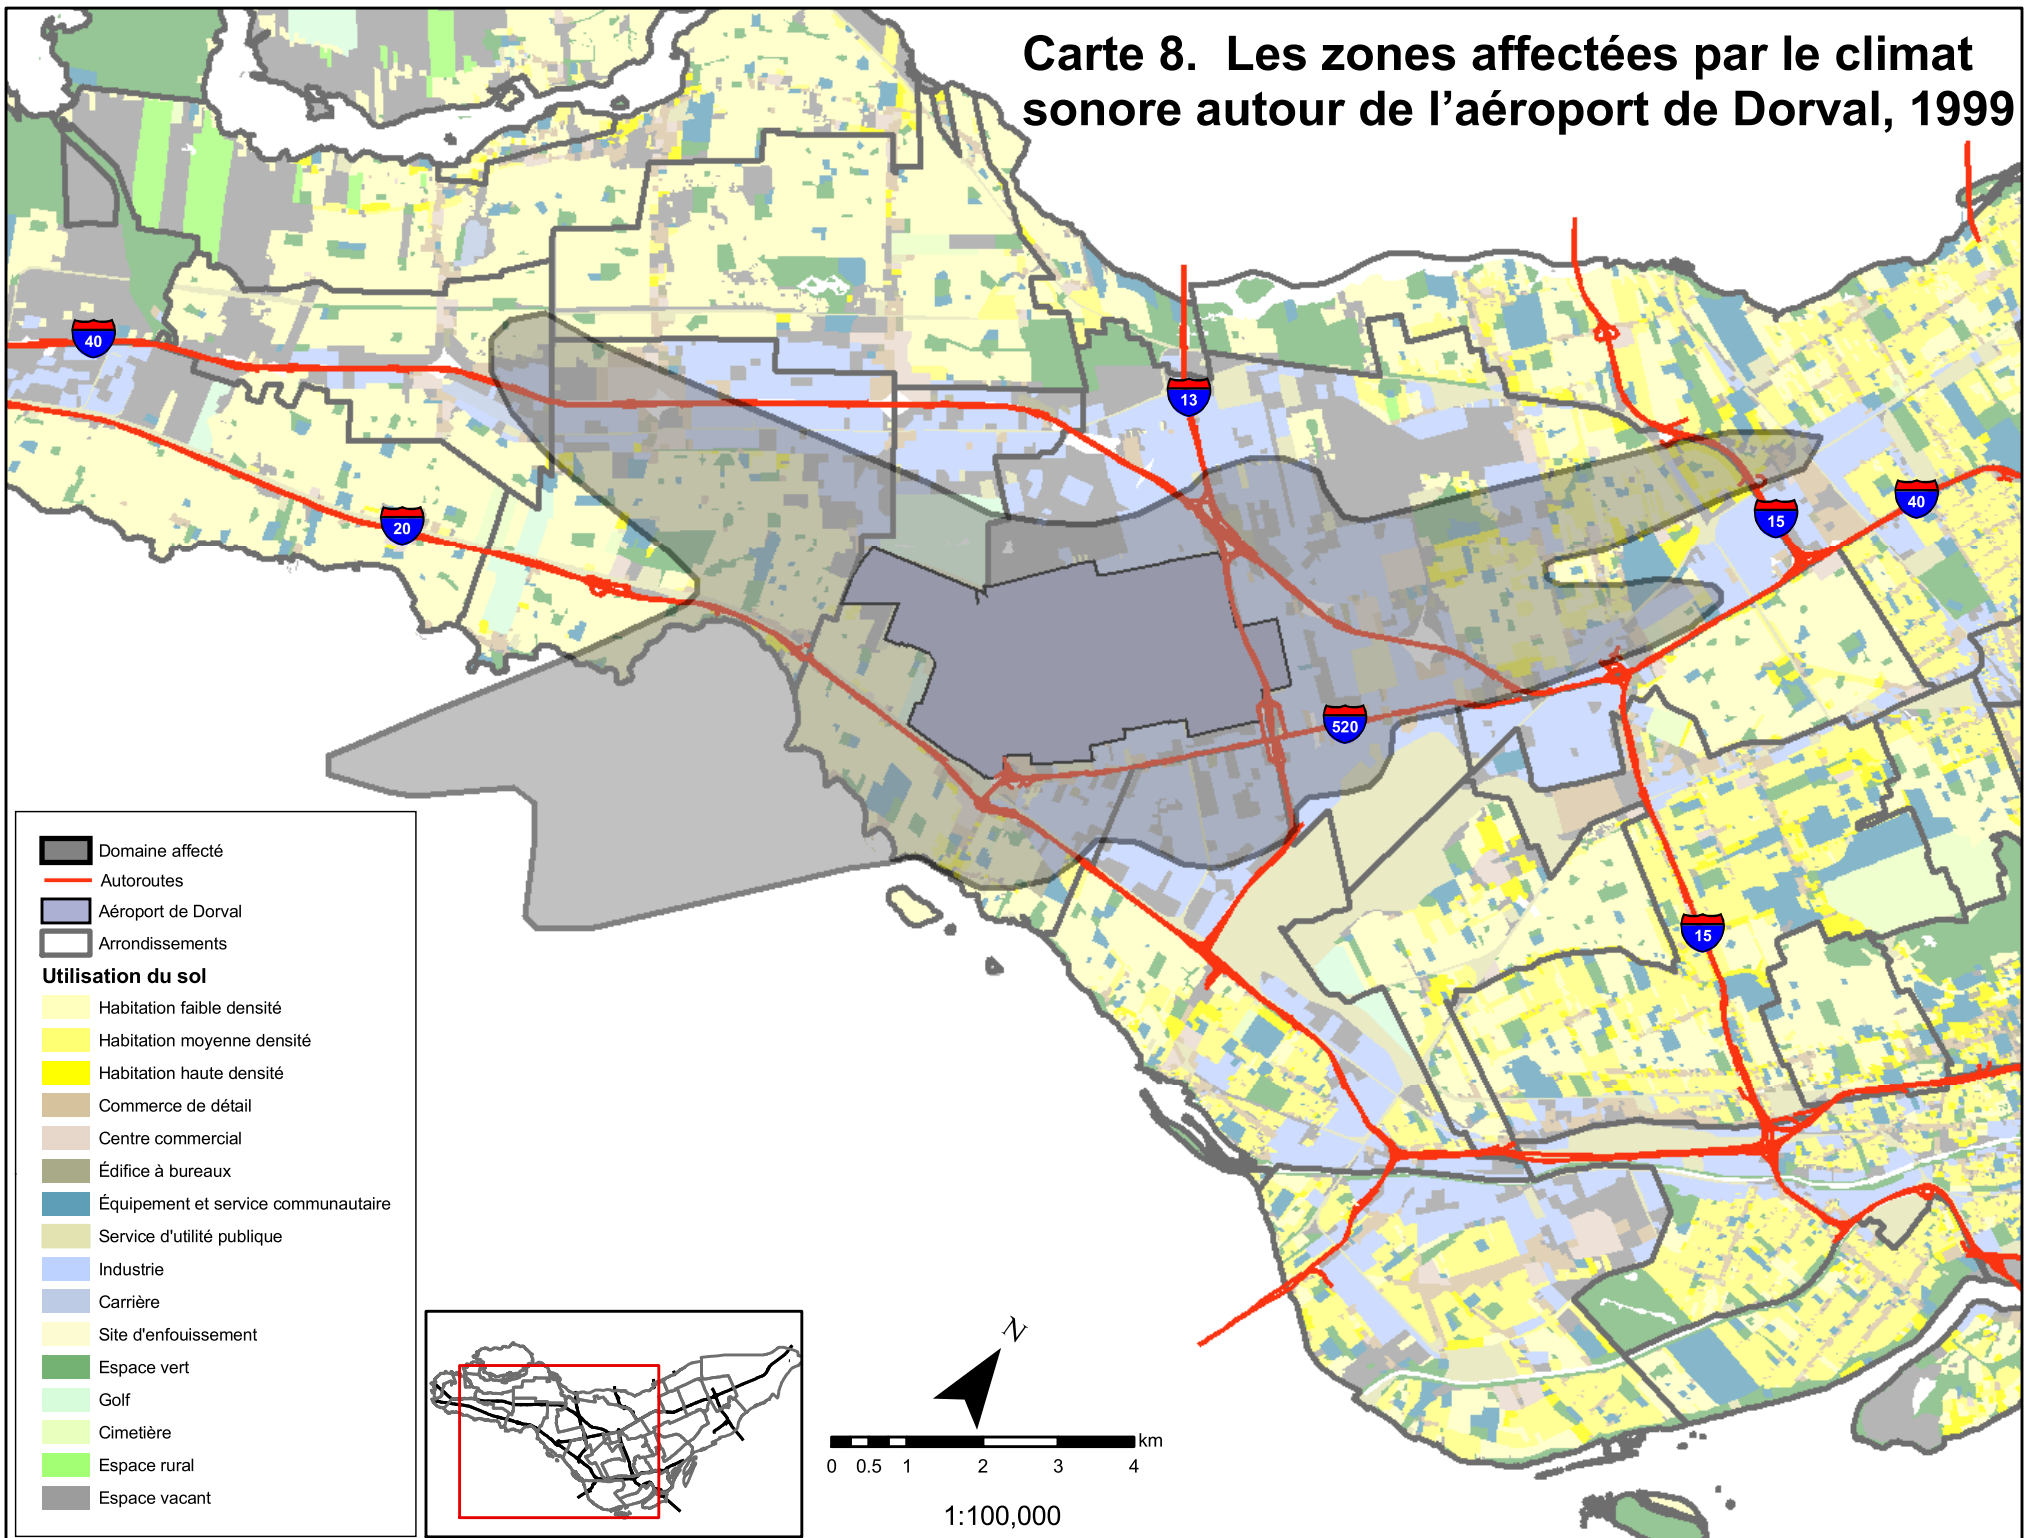 Carte 8. Les zones affectées par le climat
sonore autour de l'aéroport de Dorval, 1999
40
13
20
15
40
520
15
Domaine affecté
Autoroutes
Aéroport de Dorval
Arrondissements
Utilisation du sol
Habitation faible densité
Habitation moyenne densité
Habitation haute densité
Commerce de détail
Centre commercial
Édifice à bureaux
Équipement et service communautaire
Service d'utilité publique
Industrie
Carrière
Site d'enfouissement
Espace vert
Golf
Cimetière
Espace rural
Espace vacant
N
km
0 0.5 1 2 3 4
1:100,000